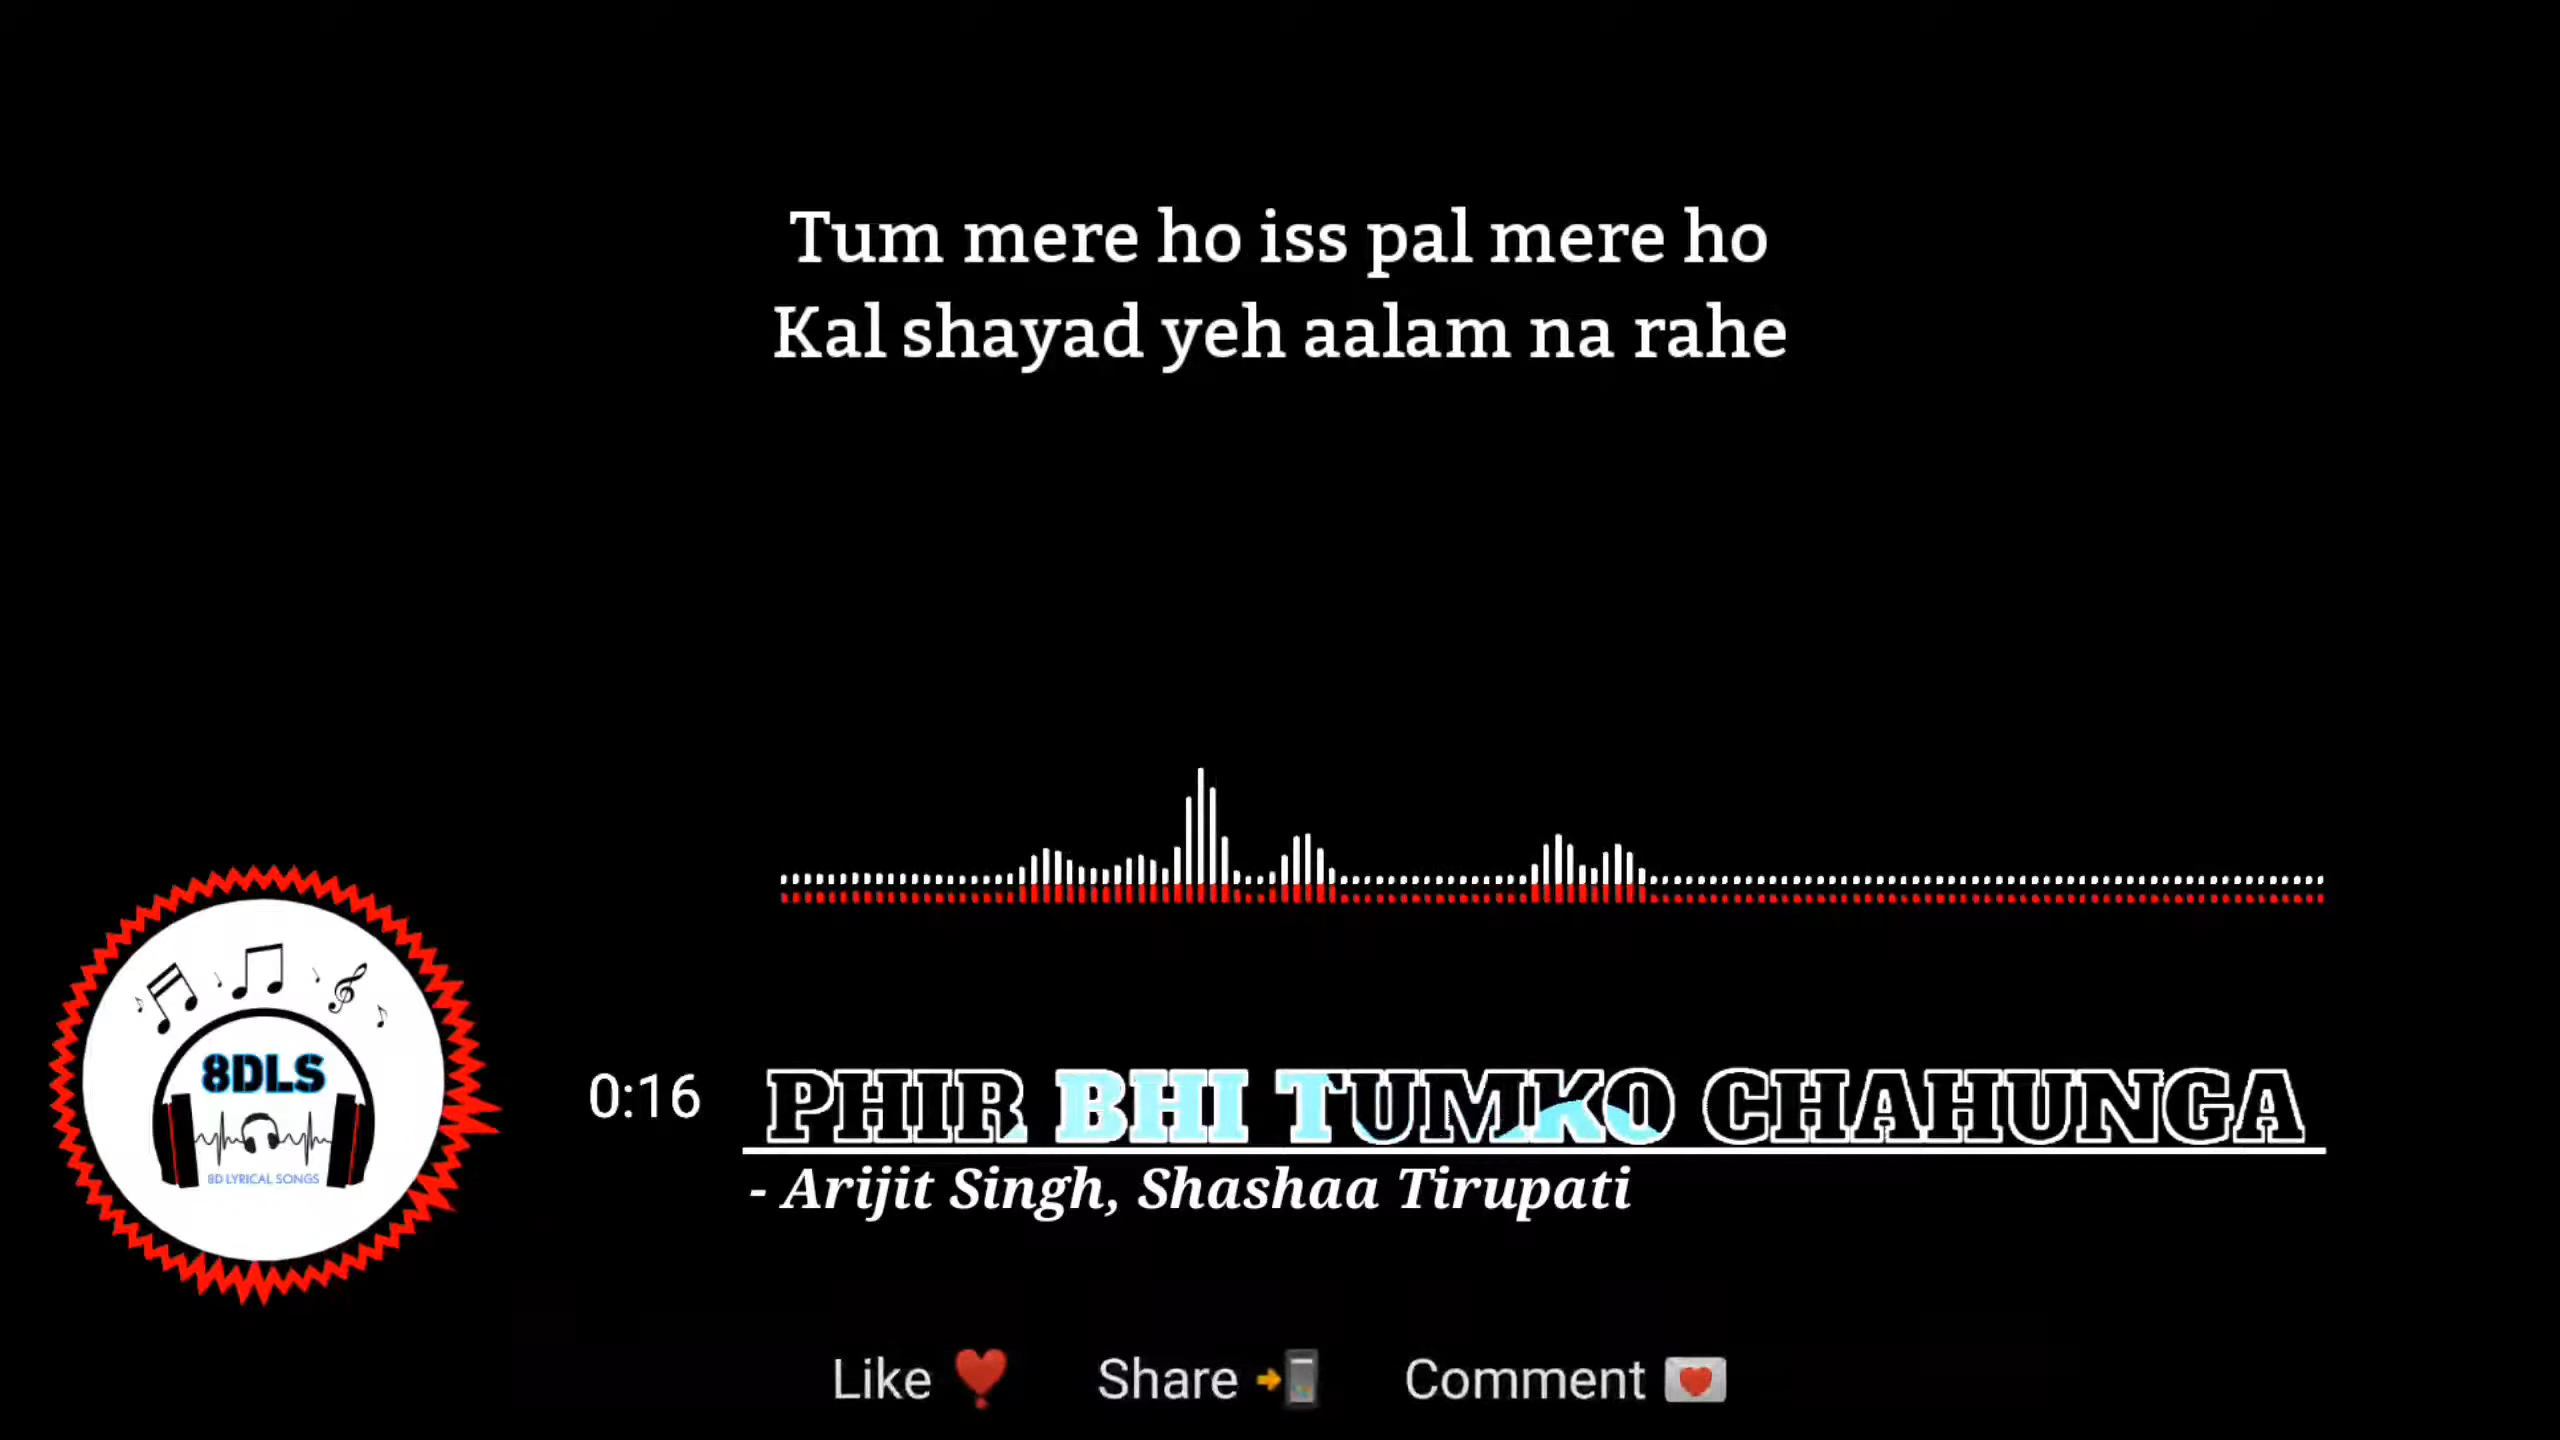 Tum mere ho iss pal mere ho
Kal shayad yeh aalam na rahe
8DLS
8D LYRICAL SONGS
0:16
PHIR BHI TUMKO CHAHUNGA
- Arijit Singh, Shashaa Tirupati
Like Share Comment